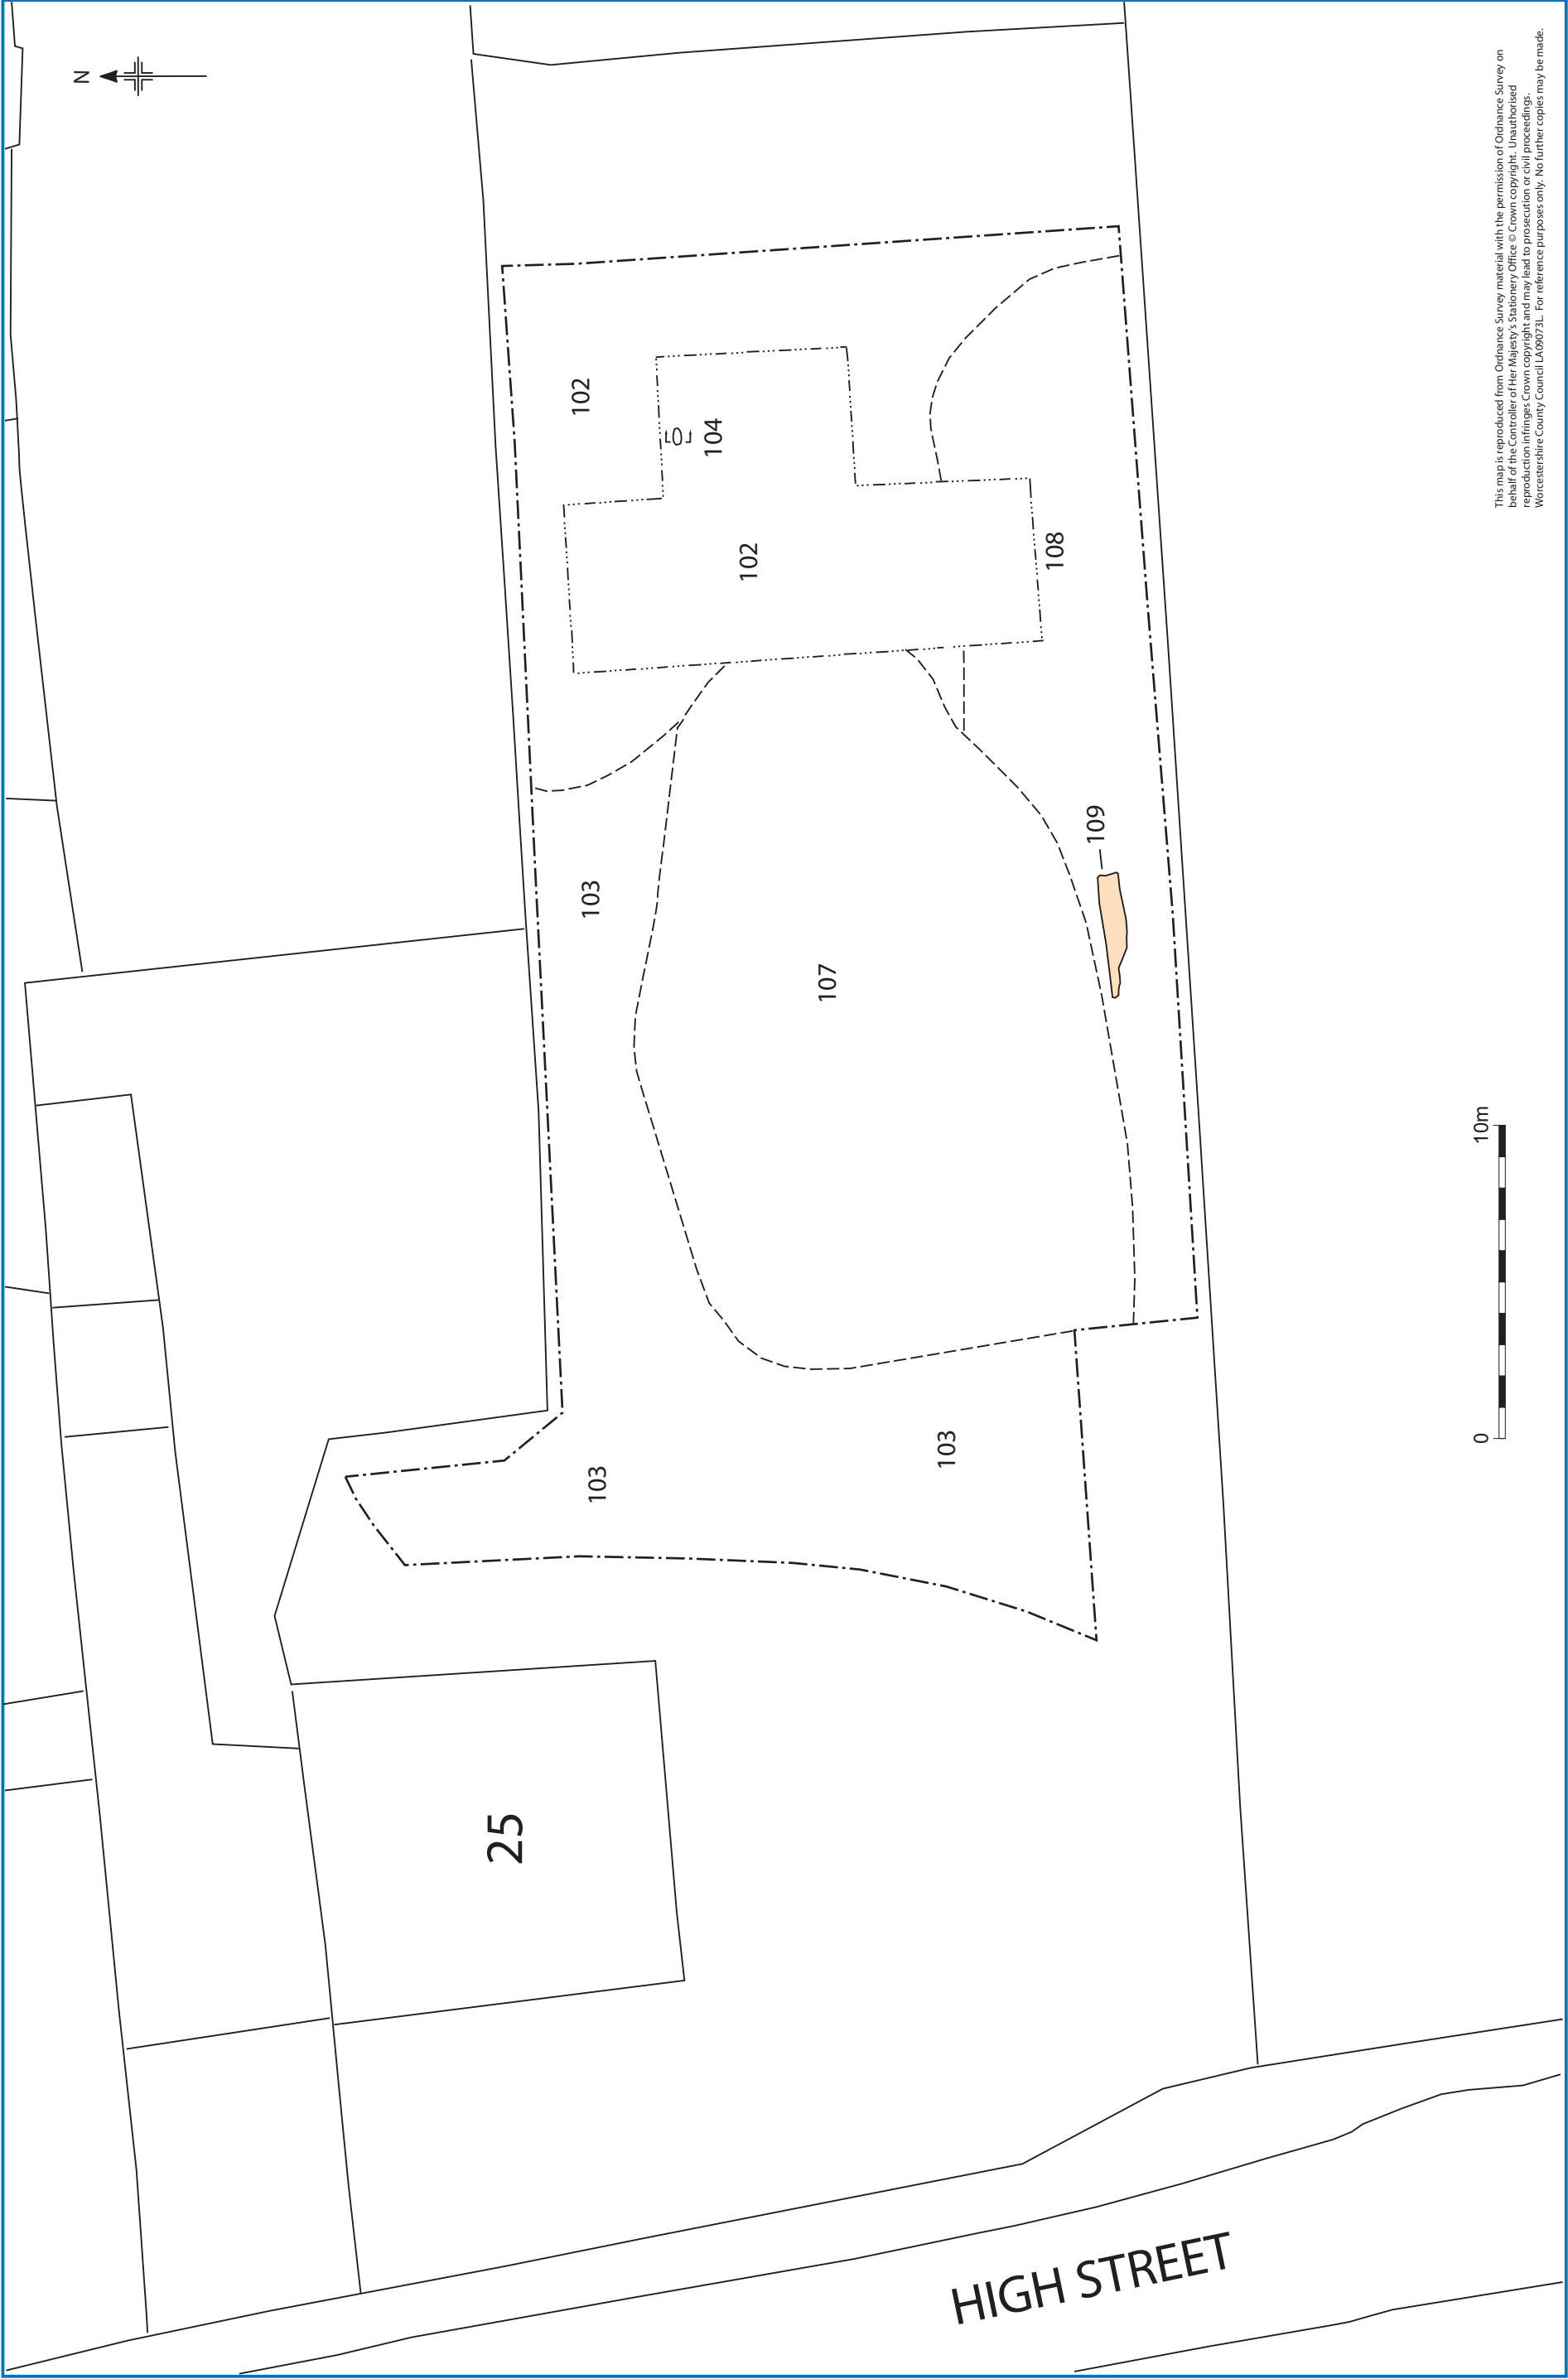 N
102
104
102
108
103
109
107
103
103
25
HIGH STREET
0
10m
This map is reproduced from Ordnance Survey material with the permission of Ordnance Survey on
behalf of the Controller of Her Majesty's Stationery Office © Crown copyright. Unauthorised
reproduction infringes Crown copyright and may lead to prosecution or civil proceedings.
Worcestershire County Council LA09073L. For reference purposes only. No further copies may be made.